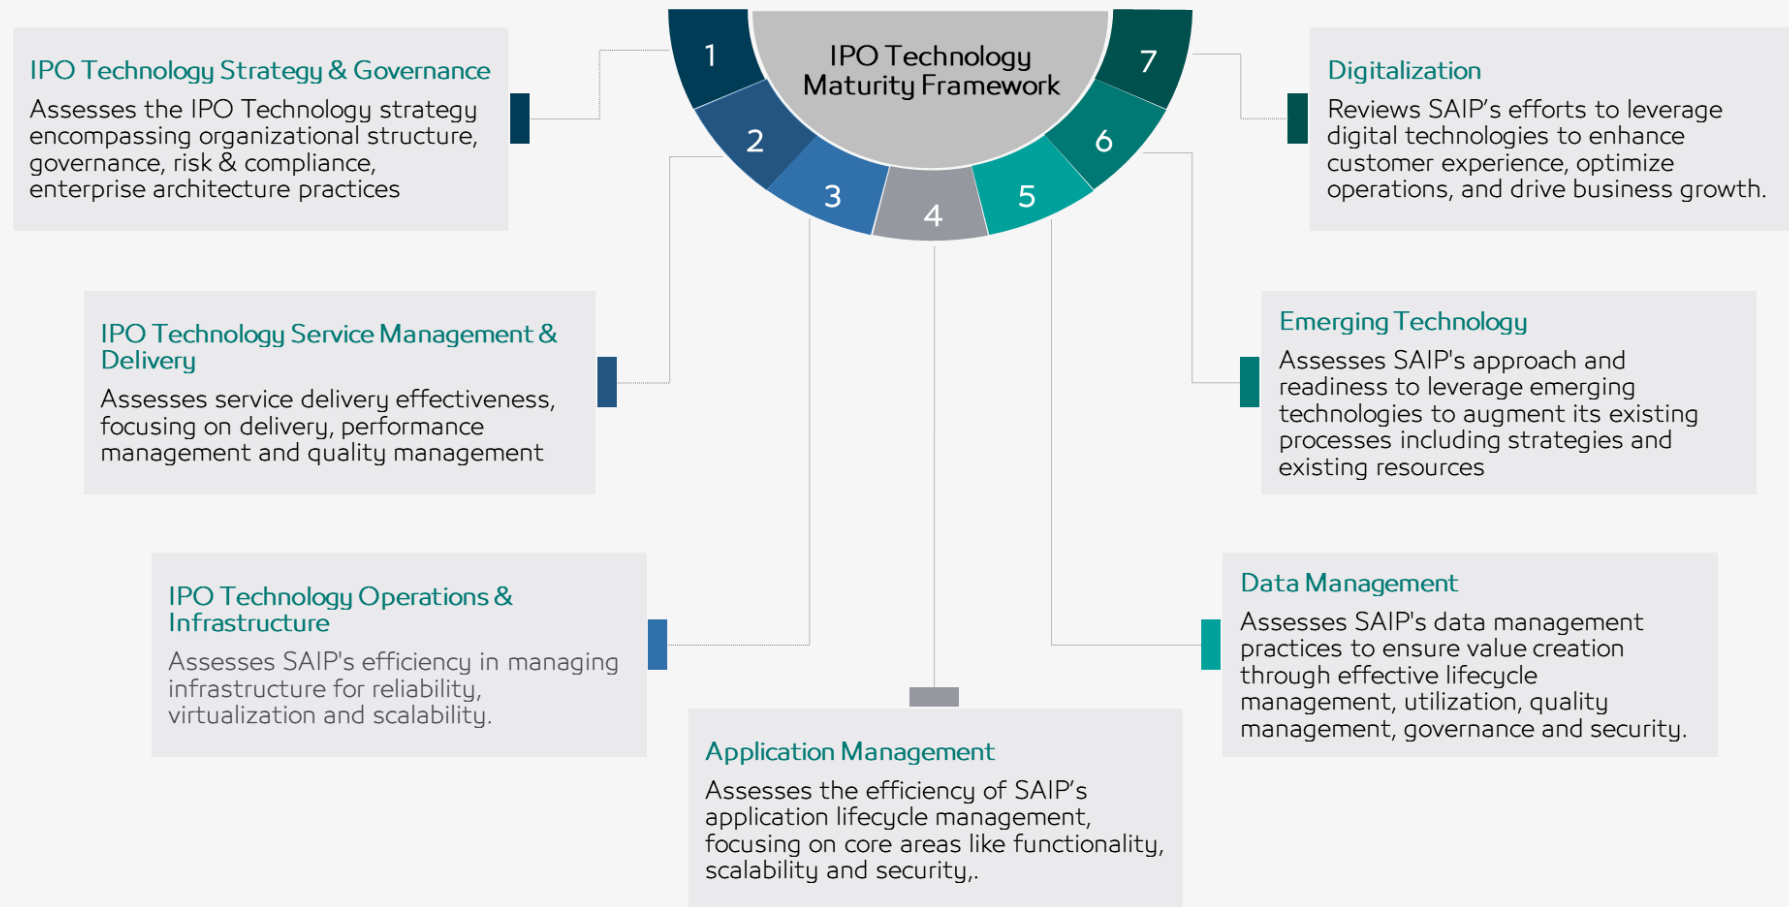 IPO Technology
Maturity Framework
1
2
3
4
5
6
7
IPO Technology Strategy & Governance
Assesses the IPO Technology strategy
encompassing organizational structure,
governance, risk & compliance,
enterprise architecture practices
IPO Technology Service Management &
Delivery
Assesses service delivery effectiveness,
focusing on delivery, performance
management and quality management
IPO Technology Operations &
Infrastructure
Assesses SAIP's efficiency in managing
infrastructure for reliability,
virtualization and scalability.
Application Management
Assesses the efficiency of SAIP’s
application lifecycle management,
focusing on core areas like functionality,
scalability and security,.
Data Management
Assesses SAIP's data management
practices to ensure value creation
through effective lifecycle
management, utilization, quality
management, governance and security.
Emerging Technology
Assesses SAIP's approach and
readiness to leverage emerging
technologies to augment its existing
processes including strategies and
existing resources
Digitalization
Reviews SAIP’s efforts to leverage
digital technologies to enhance
customer experience, optimize
operations, and drive business growth.